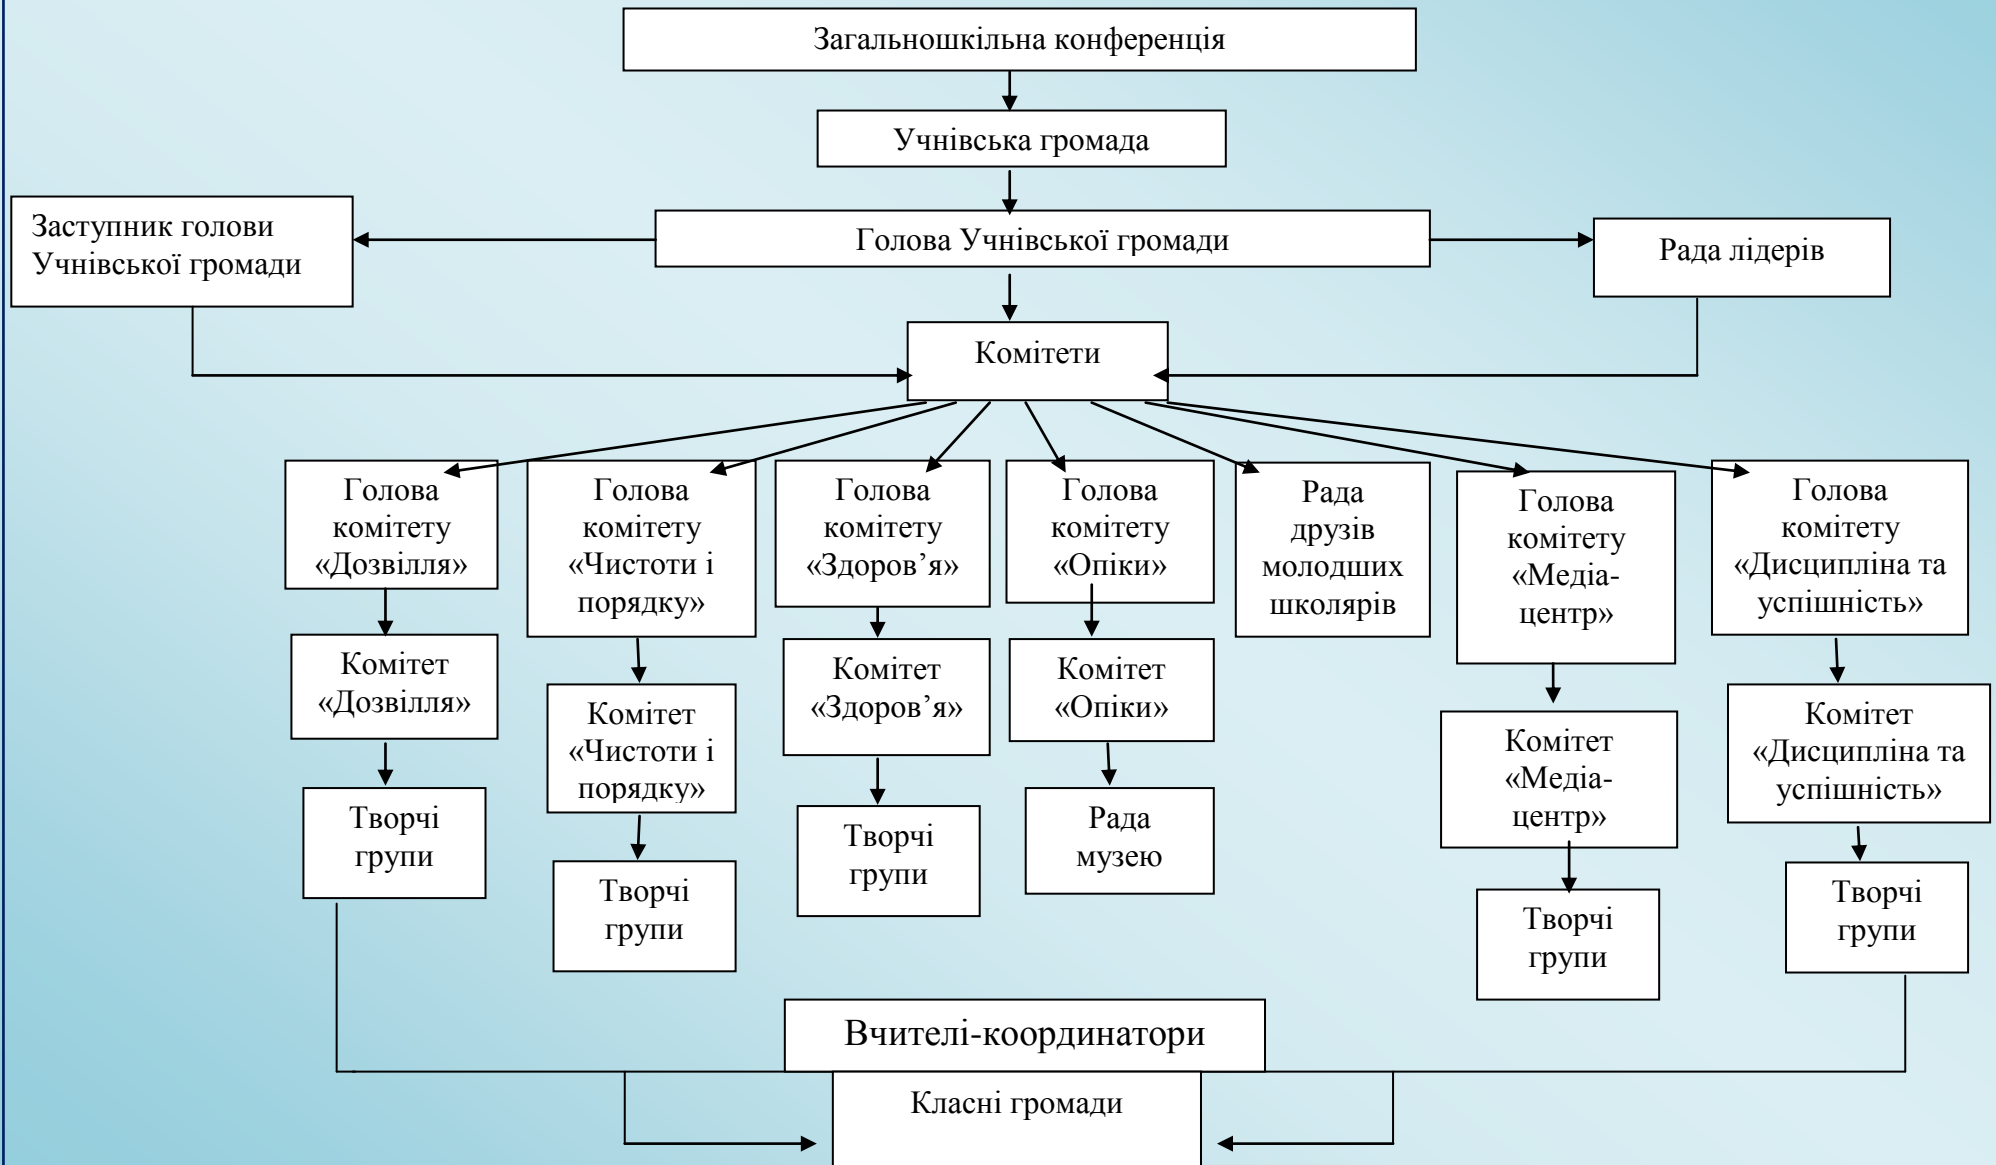 Загальношкільна конференція
Учнівська громада
Заступник голови
Учнівської громади
Голова Учнівської громади
Рада лідерів
Комітети
Голова
комітету
«Дозвілля»
Голова
комітету
«Чистоти і
порядку»
Голова
комітету
«Здоров’я»
Голова
комітету
«Опіки»
Рада
друзів
молодших
школярів
Голова
комітету
«Медіа-
центр»
Голова
комітету
«Дисципліна та
успішність»
Комітет
«Дозвілля»
Комітет
«Чистоти і
порядку»
Комітет
«Здоров’я»
Комітет
«Опіки»
Комітет
«Медіа-
центр»
Комітет
«Дисципліна та
успішність»
Творчі
групи
Творчі
групи
Творчі
групи
Рада
музею
Творчі
групи
Творчі
групи
Вчителі-координатори
Класні громади